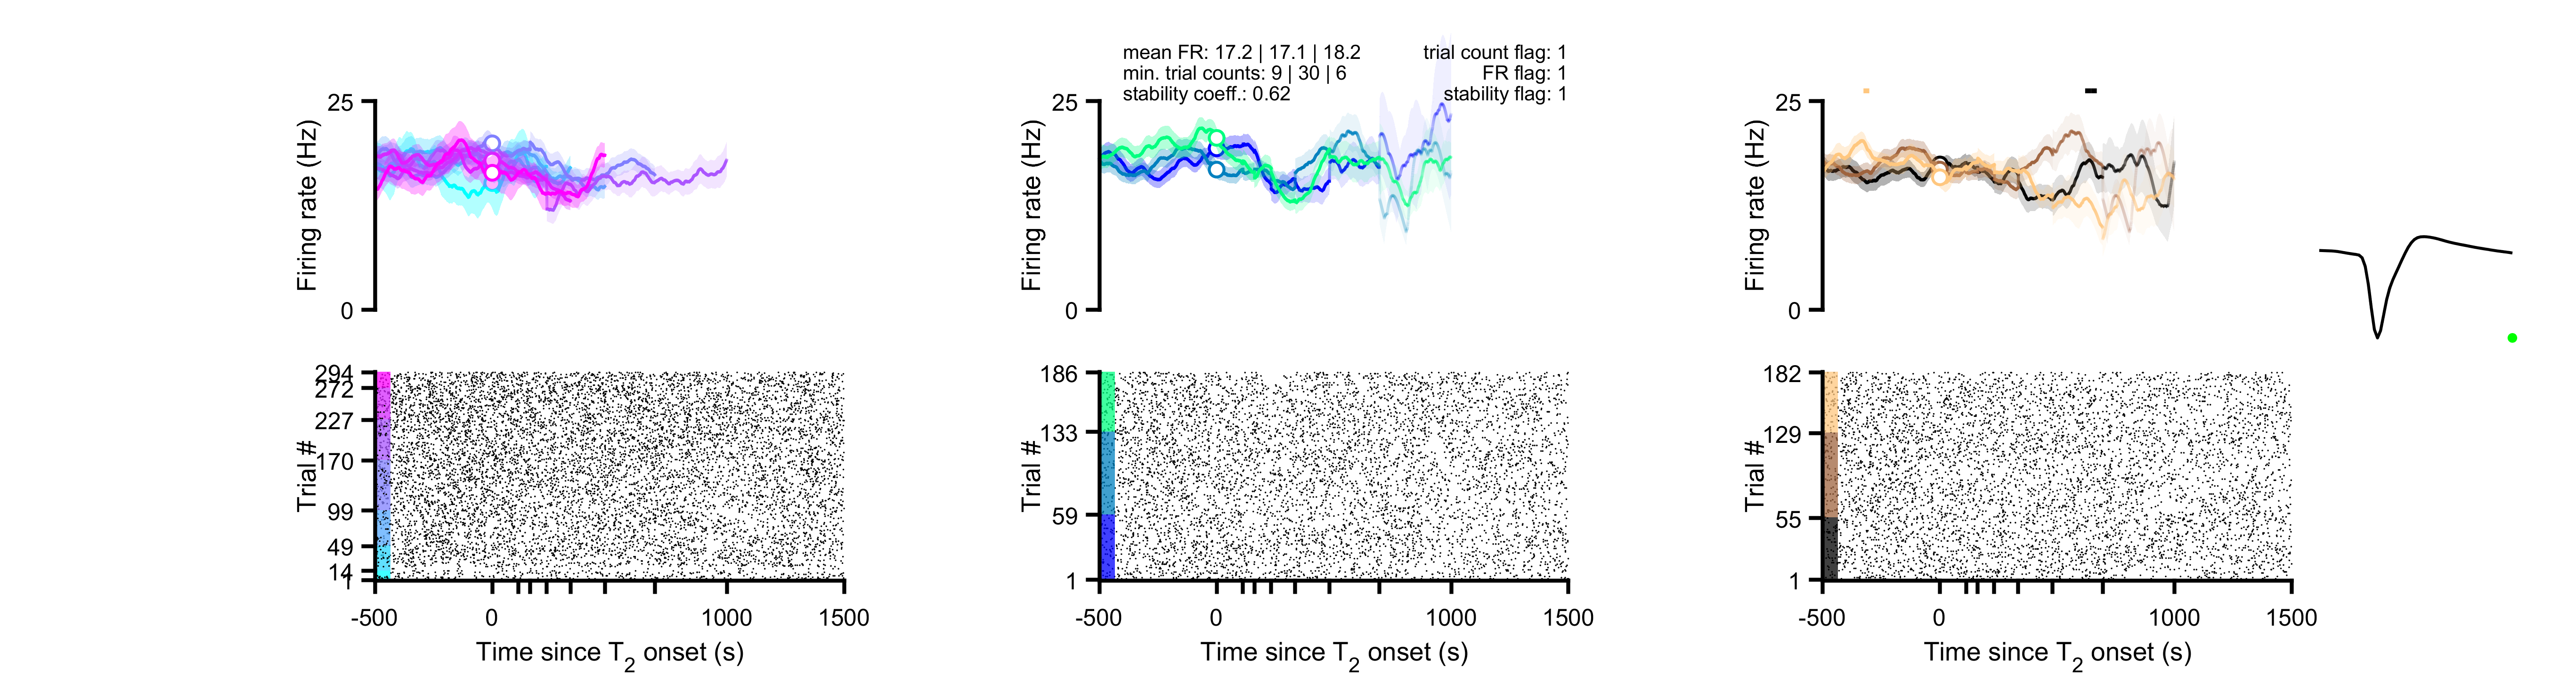 mean FR: 17.2 | 17.1 | 18.2
min. trial counts: 9 | 30 | 6
stability coeff.: 0.62
trial count flag: 1
FR flag: 1
stability flag: 1
25
0
Firing rate (Hz)
25
0
Firing rate (Hz)
25
0
Firing rate (Hz)
294
272
227
170
99
49
14
1
Trial #
-500
0
1000
1500
Time since T2 onset (s)
186
133
59
1
Trial #
-500
0
1000
1500
Time since T2 onset (s)
182
129
55
1
Trial #
-500
0
1000
1500
Time since T2 onset (s)